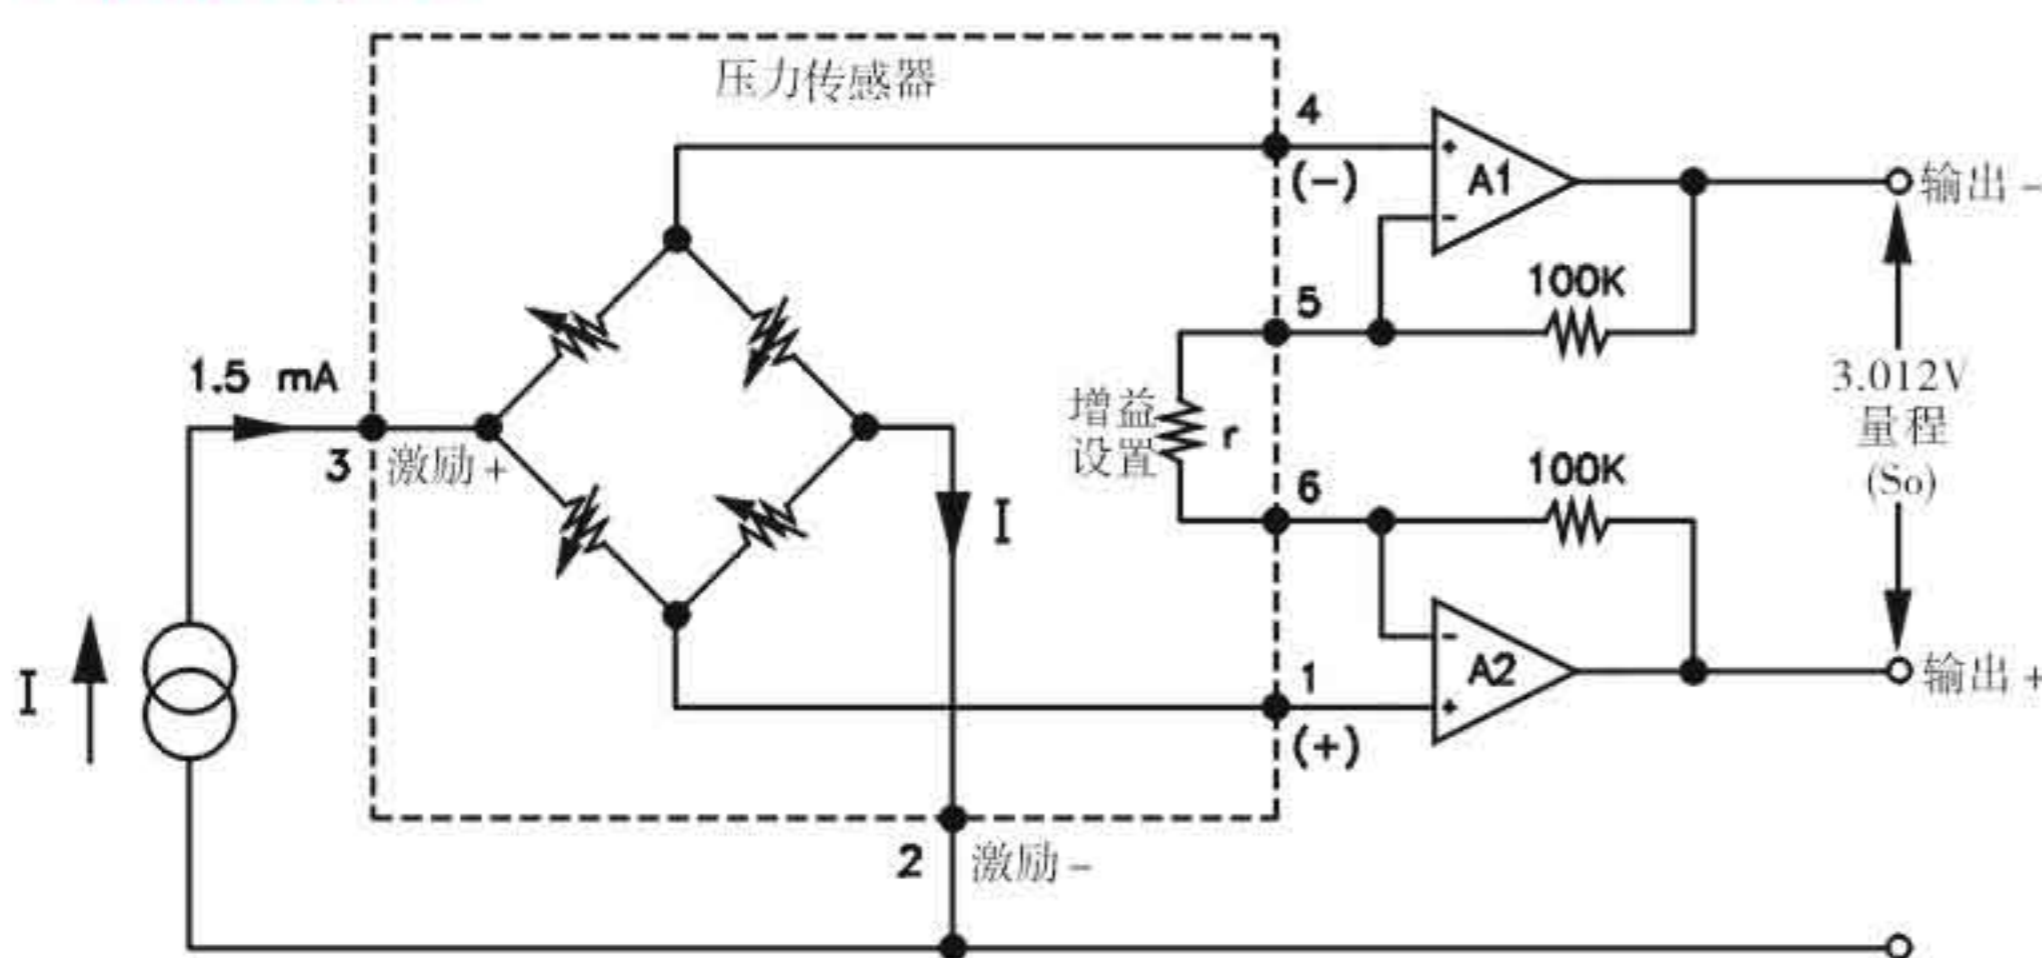 压力传感器
4
(-)
A1
输出 -
5
100K
1.5 mA
3
激励 +
增益
设置
r
3.012V
量程
(So)
6
100K
I
1
(+)
A2
输出 +
I
2
激励 -